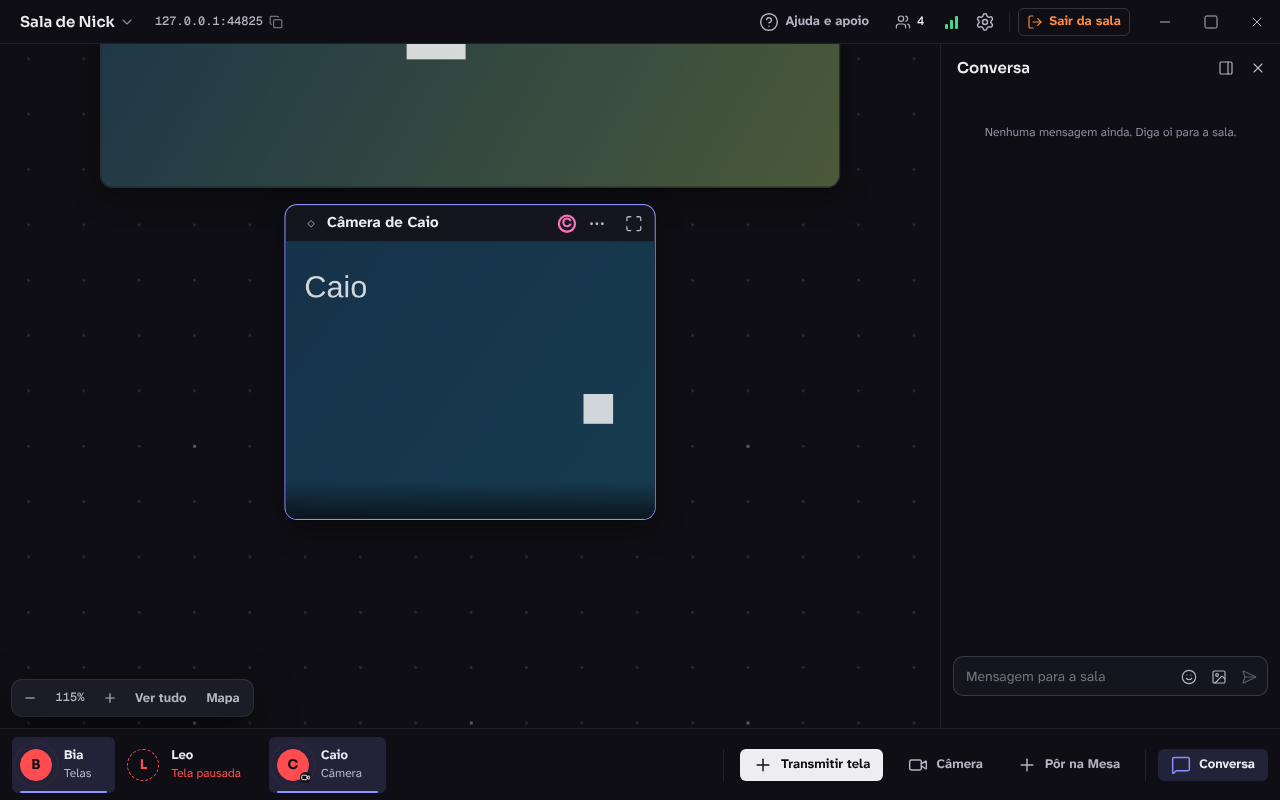 Sala de Nick
127.0.0.1:44825
Ajuda e apoio
4
Sair da sala
Conversa
Nenhuma mensagem ainda. Diga oi para a sala.
Câmera de Caio
C
Caio
Mensagem para a sala
115%
Ver tudo
Mapa
B
Bia
Telas
L
Leo
Tela pausada
C
Caio
Câmera
Transmitir tela
Câmera
Pôr na Mesa
Conversa